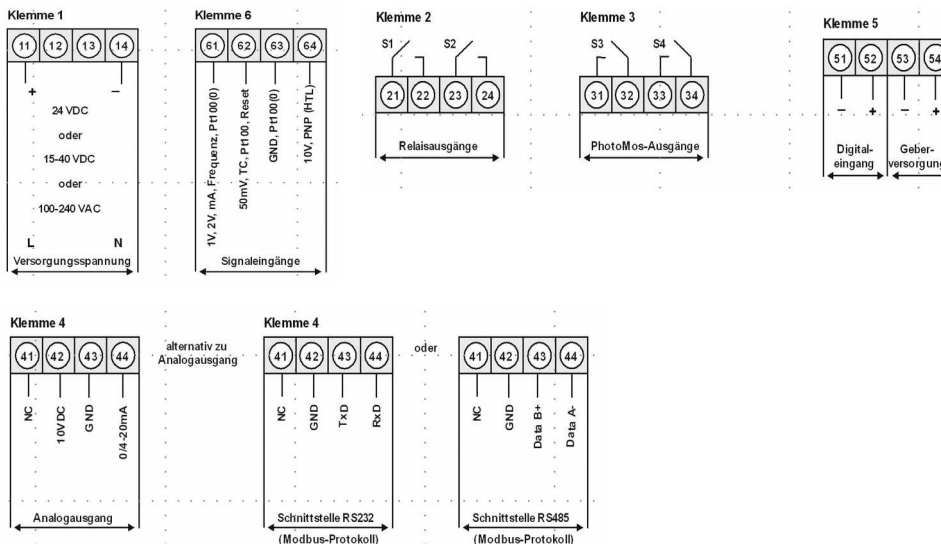 Klemme 1
11 12 13 14
+ −
24 VDC
oder
15-40 VDC
oder
100-240 VAC
L N
Versorgungsspannung
Klemme 6
61 62 63 64
1V, 2V, mA, Frequenz, Pt100(0)
50mV, TC, Pt100, Reset
GND, Pt100(0)
10V, PNP (HTL)
Signaleingänge
Klemme 2
S1 S2
21 22 23 24
Relaisausgänge
Klemme 3
S3 S4
31 32 33 34
PhotoMos-Ausgänge
Klemme 5
51 52 53 54
− + − +
Digital-
eingang
Geber-
versorgung
Klemme 4
41 42 43 44
NC
10VDC
GND
0/4-20mA
Analogausgang
alternativ zu
Analogausgang
Klemme 4
41 42 43 44
NC
GND
TxD
RxD
Schnittstelle RS232
(Modbus-Protokoll)
oder
Klemme 4
41 42 43 44
NC
GND
Data B+
Data A-
Schnittstelle RS485
(Modbus-Protokoll)